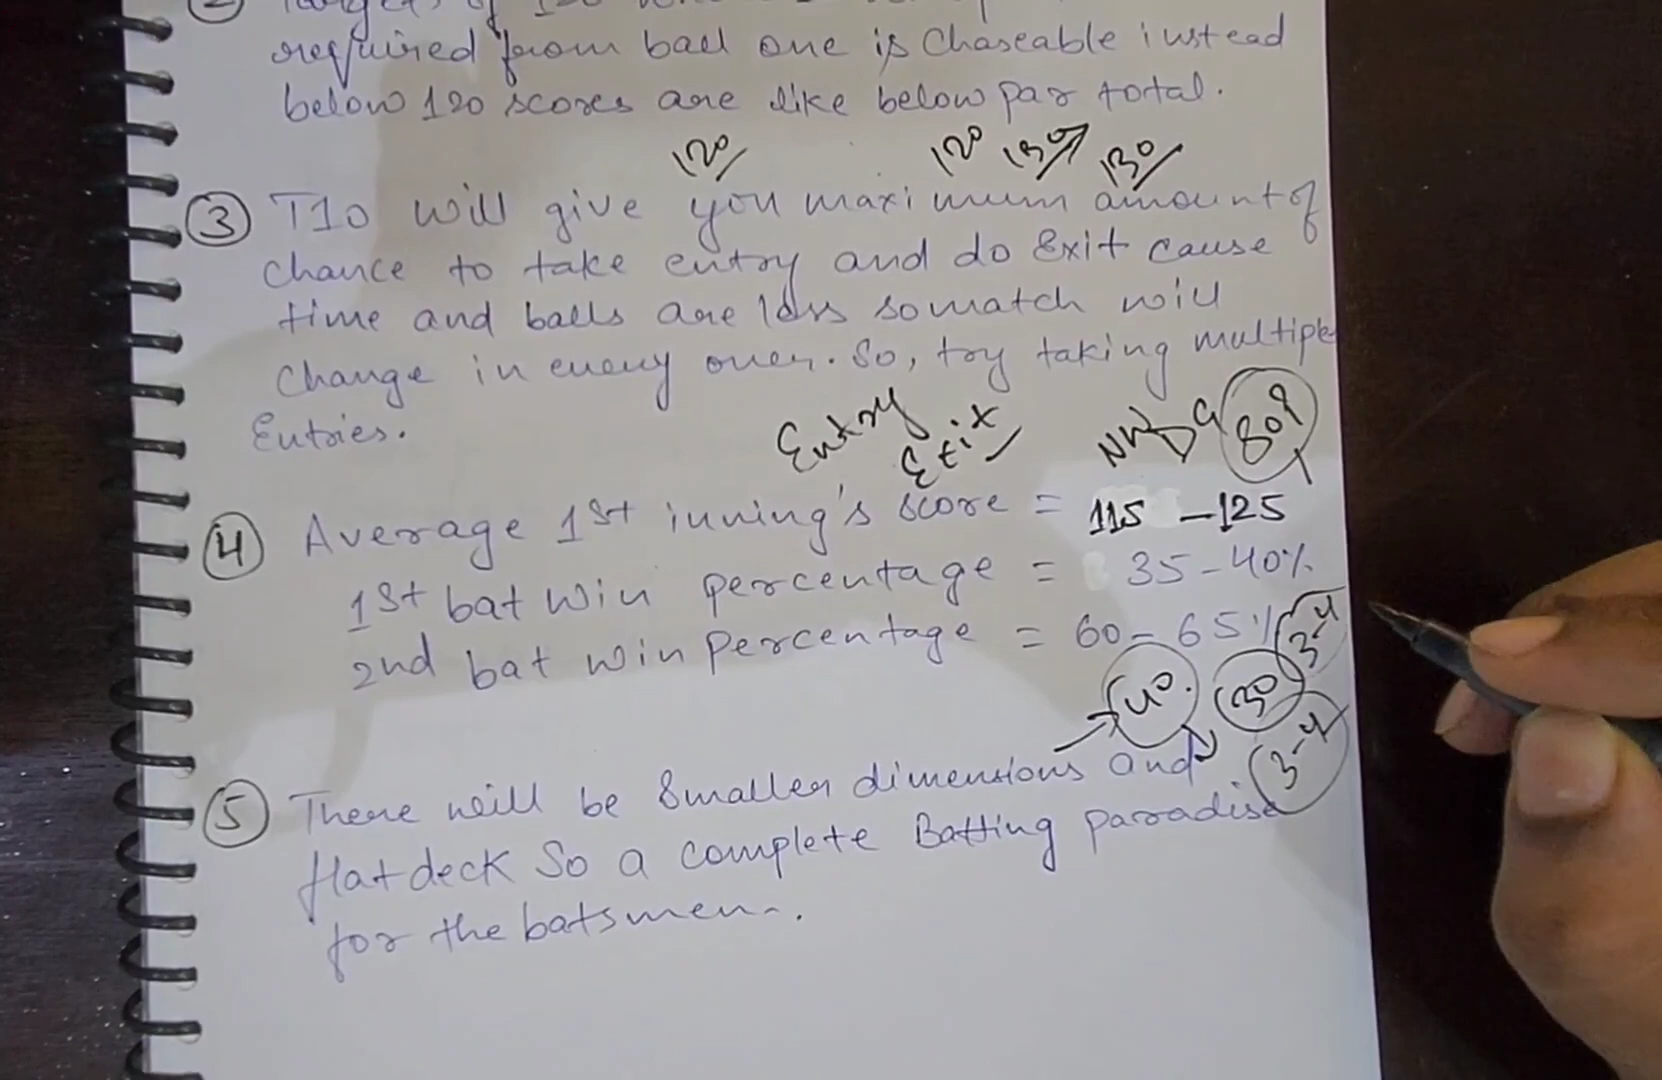 ② Targets of 120
required from ball one is chaseable instead
below 120 scores are like below par total.
120 120 130 130
③ T10 will give you maximum amount of
chance to take entry and do Exit cause
time and balls are less so match will
change in every over. So, try taking multiple
Entries.
Entry
Exit
④ Average 1st inning's score = 115 - 125
1st bat win percentage = 35 - 40%
2nd bat win percentage = 60 - 65%
3-4
40. 30
3-4
⑤ There will be Smaller dimensions and
flat deck So a complete Batting paradise
for the batsmen.